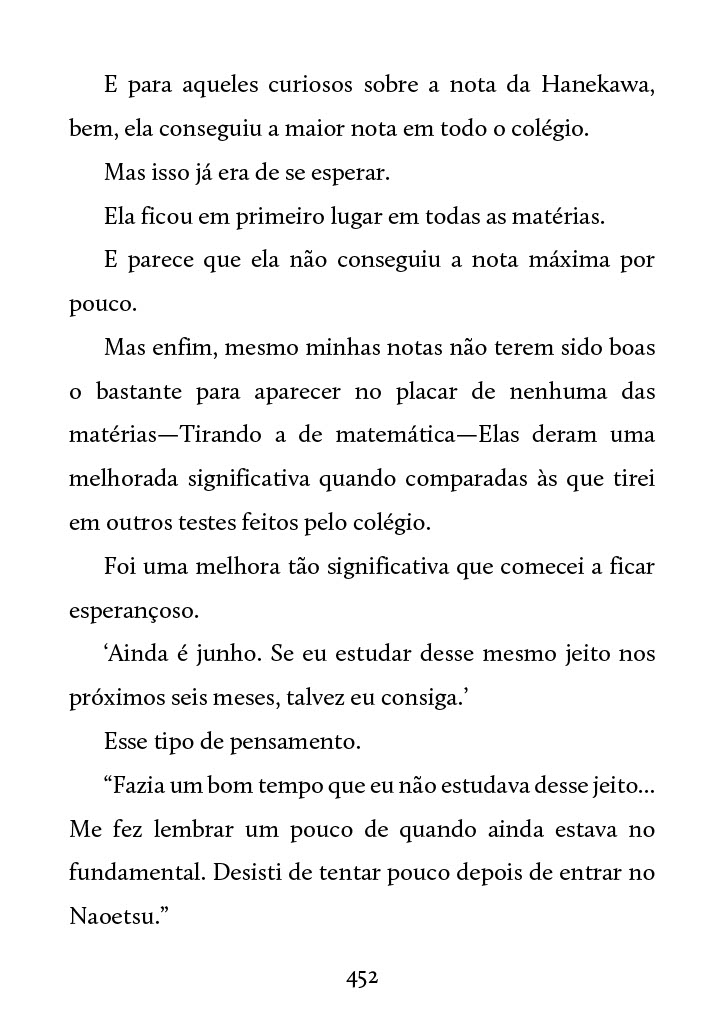 E para aqueles curiosos sobre a nota da Hanekawa,
bem, ela conseguiu a maior nota em todo o colégio.
Mas isso já era de se esperar.
Ela ficou em primeiro lugar em todas as matérias.
E parece que ela não conseguiu a nota máxima por
pouco.
Mas enfim, mesmo minhas notas não terem sido boas
o bastante para aparecer no placar de nenhuma das
matérias—Tirando a de matemática—Elas deram uma
melhorada significativa quando comparadas às que tirei
em outros testes feitos pelo colégio.
Foi uma melhora tão significativa que comecei a ficar
esperançoso.
‘Ainda é junho. Se eu estudar desse mesmo jeito nos
próximos seis meses, talvez eu consiga.’
Esse tipo de pensamento.
“Fazia um bom tempo que eu não estudava desse jeito...
Me fez lembrar um pouco de quando ainda estava no
fundamental. Desisti de tentar pouco depois de entrar no
Naoetsu.”
452